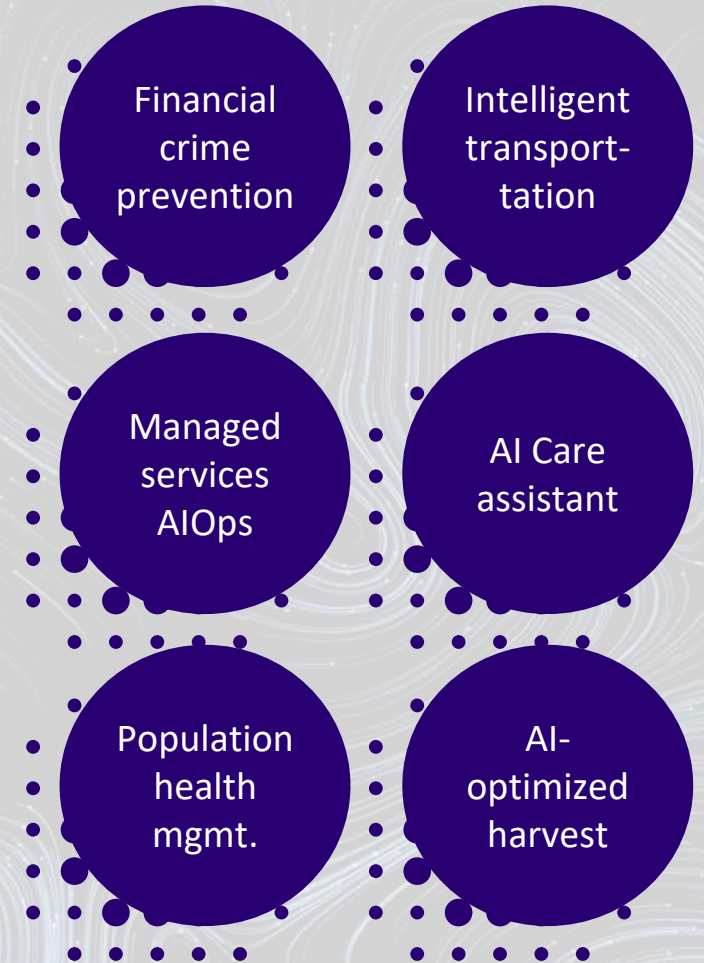 Financial
crime
prevention
Intelligent
transport-
tation
Managed
services
AIOps
AI Care
assistant
Population
health
mgmt.
AI-
optimized
harvest